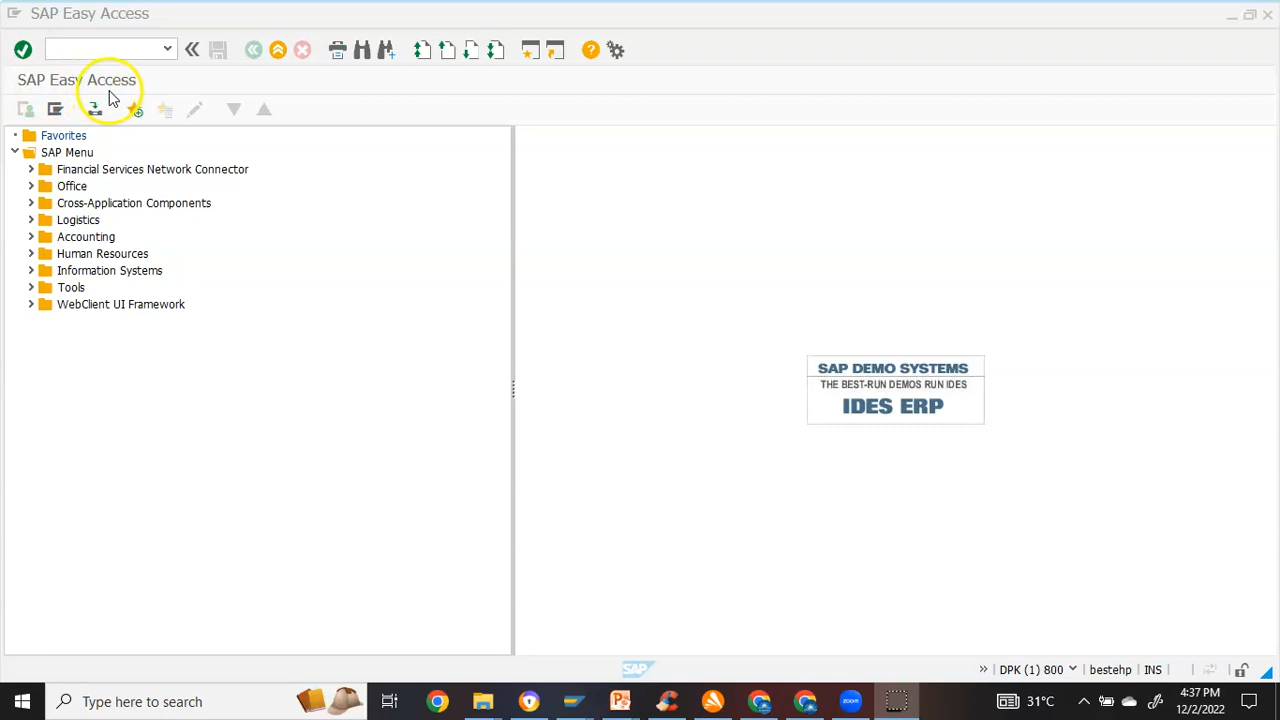 SAP Easy Access
SAP Easy Access
Favorites
SAP Menu
Financial Services Network Connector
Office
Cross-Application Components
Logistics
Accounting
Human Resources
Information Systems
Tools
WebClient UI Framework
SAP DEMO SYSTEMS
THE BEST-RUN DEMOS RUN IDES
IDES ERP
SAP
DPK (1) 800
bestehp
INS
Type here to search
zoom
31°C
4:37 PM
12/2/2022